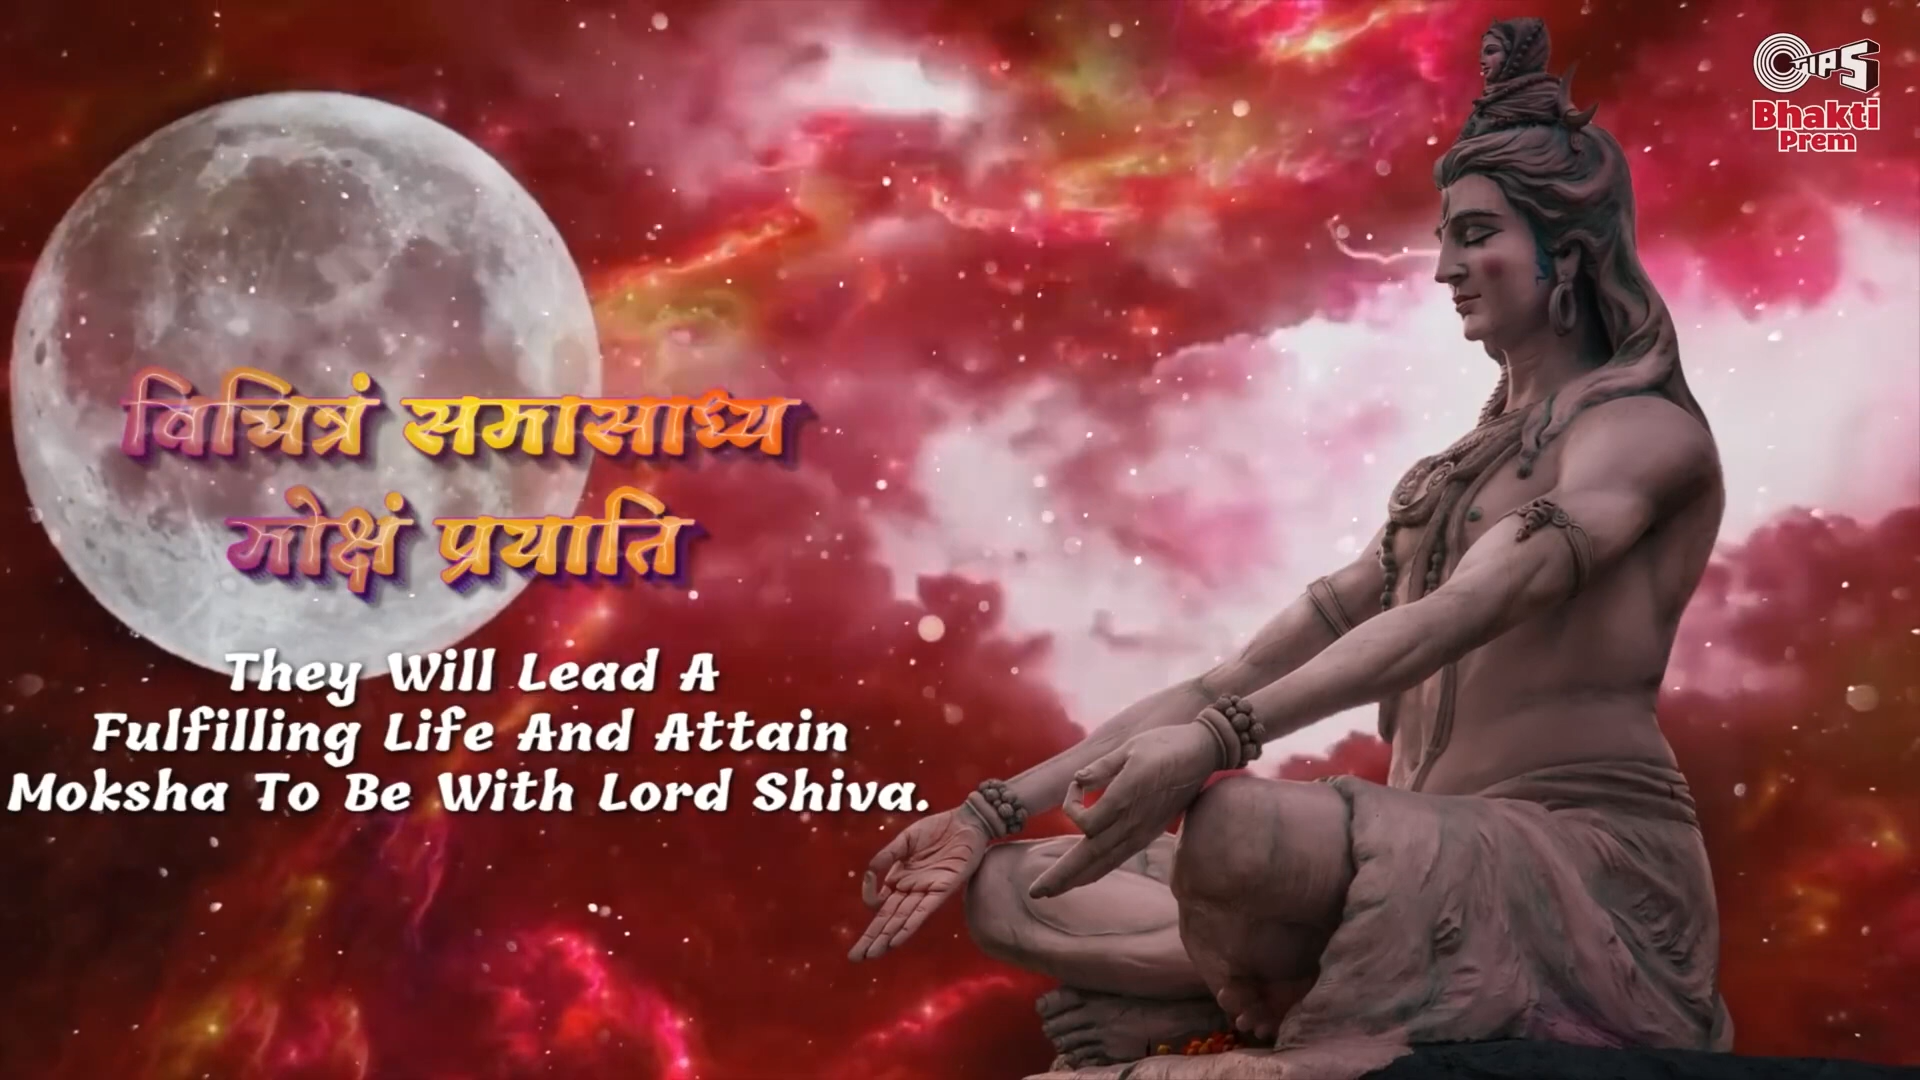 TIPS
Bhakti
Prem
विचित्रं समासाध्य
मोक्षं प्रयाति
They Will Lead A
Fulfilling Life And Attain
Moksha To Be With Lord Shiva.